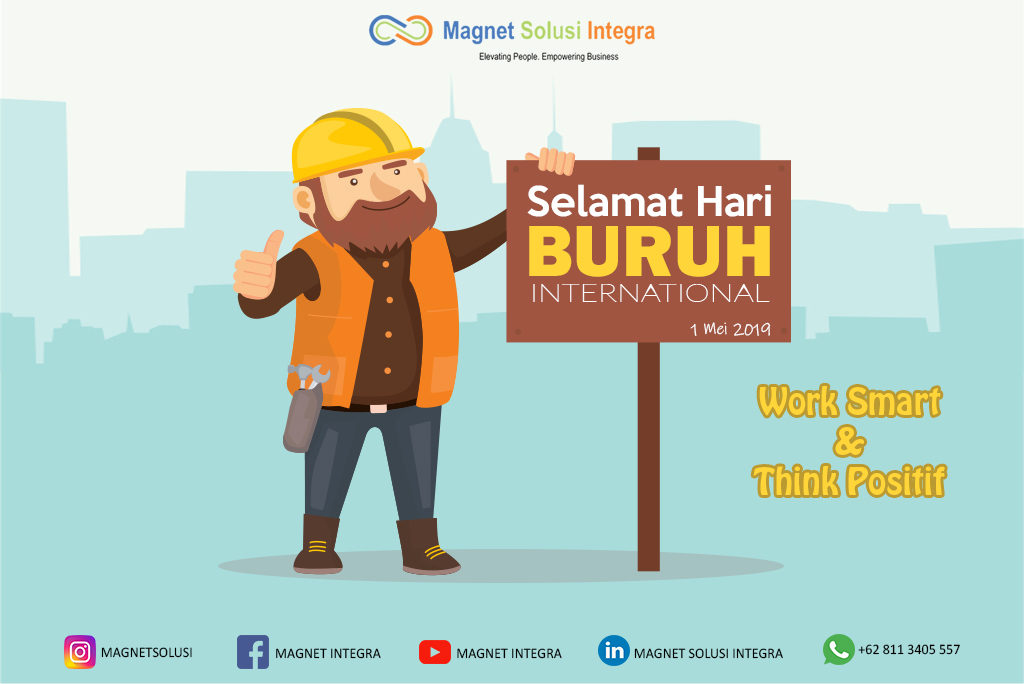 Magnet Solusi Integra
Elevating People. Empowering Business
Selamat Hari
BURUH
INTERNATIONAL
1 Mei 2019
Work Smart
&
Think Positif
MAGNETSOLUSI
MAGNET INTEGRA
MAGNET INTEGRA
MAGNET SOLUSI INTEGRA
+62 811 3405 557